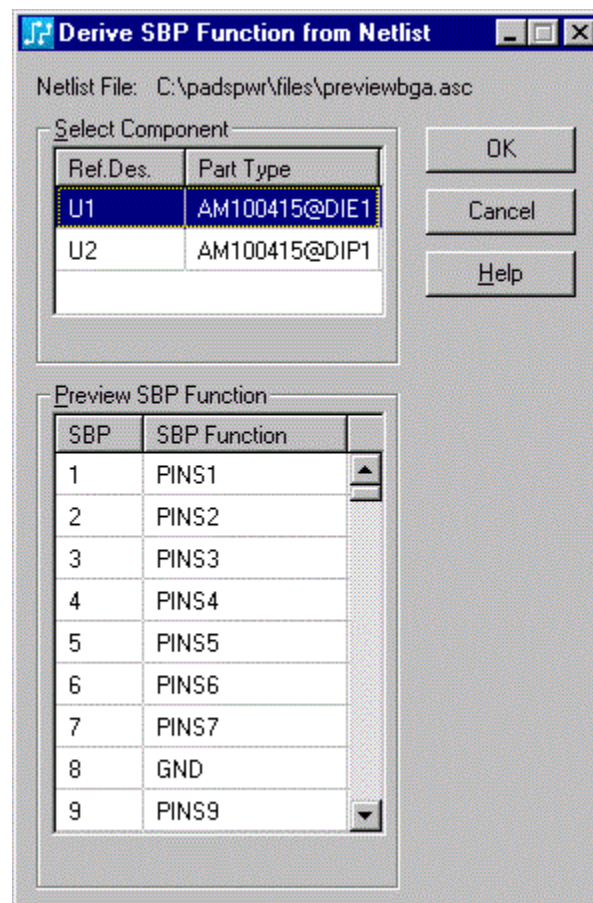 Derive SBP Function from Netlist
Netlist File: C:\padspwr\files\previewbga.asc
Select Component
Ref.Des. Part Type
U1 AM100415@DIE1
U2 AM100415@DIP1
OK
Cancel
Help
Preview SBP Function
SBP SBP Function
1 PINS1
2 PINS2
3 PINS3
4 PINS4
5 PINS5
6 PINS6
7 PINS7
8 GND
9 PINS9